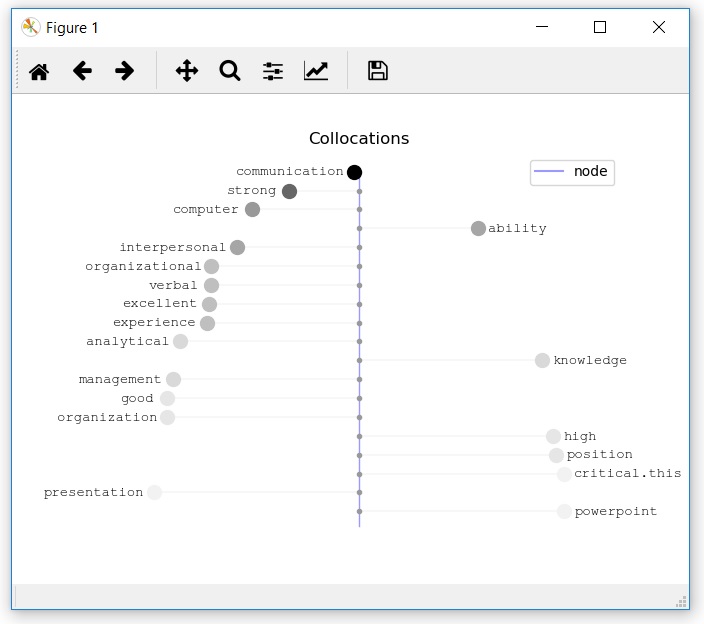 Figure 1
Collocations
communication
node
strong
computer
ability
interpersonal
organizational
verbal
excellent
experience
analytical
knowledge
management
good
organization
high
position
critical.this
presentation
powerpoint